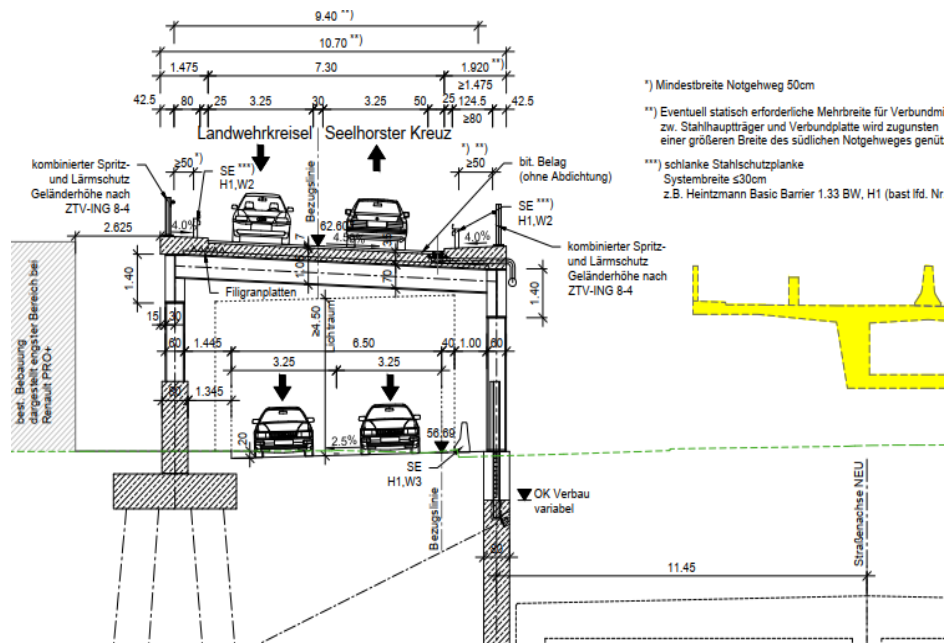 9.40 **)
10.70 **)
1.475 7.30 1.920 **)
≥1.475
42.5 80 25 3.25 30 3.25 50 25 124.5 42.5
≥80
Landwehrkreisel Seelhorster Kreuz
*) Mindestbreite Notgehweg 50cm
**) Eventuell statisch erforderliche Mehrbreite für Verbundmi
zw. Stahlhauptträger und Verbundplatte wird zugunsten
einer größeren Breite des südlichen Notgehweges genüt
***) schlanke Stahlschutzplanke
Systembreite ≤30cm
z.B. Heintzmann Basic Barrier 1.33 BW, H1 (bast lfd. Nr
kombinierter Spritz-
und Lärmschutz
Geländerhöhe nach
ZTV-ING 8-4
≥50 *)
SE ***)
H1,W2
Bezugslinie
*) **)
≥50
bit. Belag
(ohne Abdichtung)
SE ***)
H1,W2
kombinierter Spritz-
und Lärmschutz
Geländerhöhe nach
ZTV-ING 8-4
2.625
4.0%
62.60
4.50%
4.0%
7
1.05
70
1.40
1.40
Filigranplatten
≥4.50
Lichtraum
15 30
60 1.445 6.50 40 1.00 60
3.25 3.25
80 1.345
best. Bebauung
dargestellt engster Bereich bei
Renault PRO+
20
2.5%
56.69
SE
H1,W3
Bezugslinie
OK Verbau
variabel
Straßenachse NEU
11.45